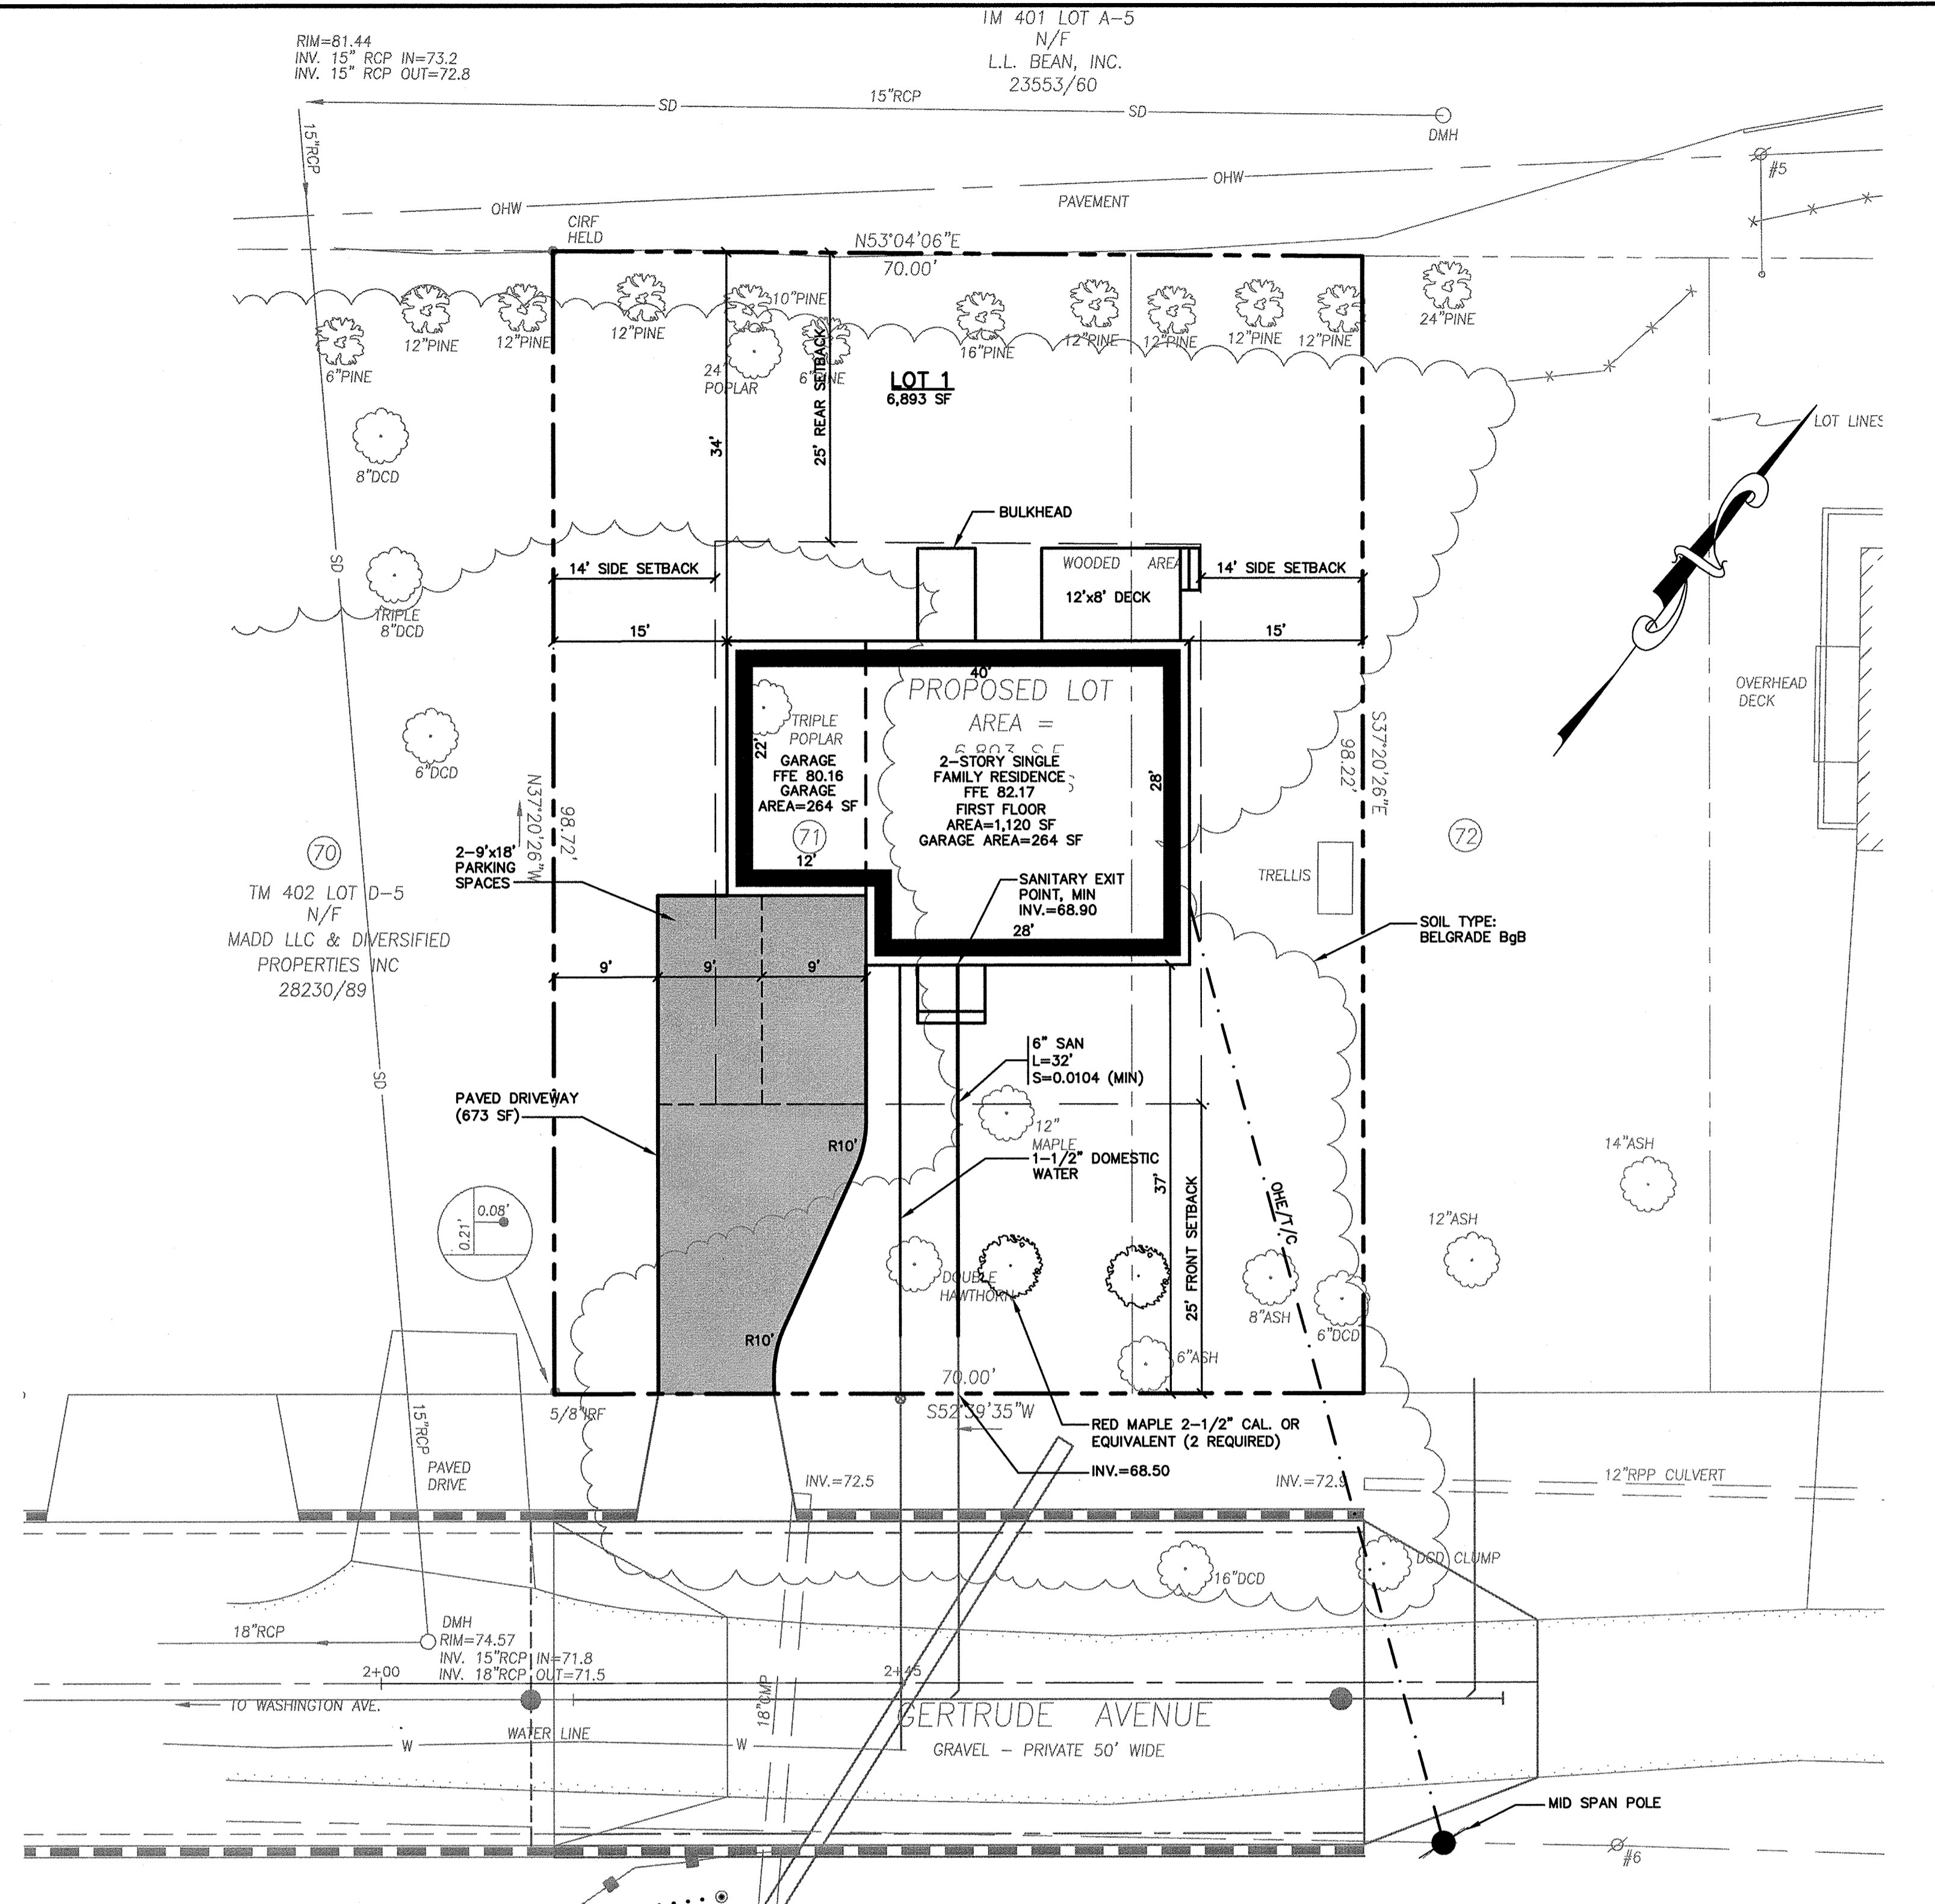 TM 401 LOT A-5
N/F
L.L. BEAN, INC.
23553/60
RIM=81.44
INV. 15" RCP IN=73.2
INV. 15" RCP OUT=72.8
SD
15"RCP
SD
DMH
15"RCP
#5
OHW
OHW
PAVEMENT
CIRF
HELD
N53°04'06"E
70.00'
10"PINE
12"PINE
12"PINE
12"PINE
6"PINE
24"
POPLAR
6"PINE
16"PINE
12"PINE
12"PINE
12"PINE
12"PINE
24"PINE
LOT 1
6,893 SF
34'
25' REAR SETBACK
LOT LINES
8"DCD
BULKHEAD
SD
14' SIDE SETBACK
WOODED AREA
12'x8' DECK
14' SIDE SETBACK
TRIPLE
8"DCD
15'
15'
40'
PROPOSED LOT
AREA =
TRIPLE
POPLAR
22'
GARAGE
FFE 80.16
GARAGE
AREA=264 SF
2-STORY SINGLE
FAMILY RESIDENCE
FFE 82.17
FIRST FLOOR
AREA=1,120 SF
GARAGE AREA=264 SF
28'
S37°20'26"E
98.22'
OVERHEAD
DECK
6"DCD
N37°20'26"W
98.72'
70
71
72
12'
2-9'x18'
PARKING
SPACES
TM 402 LOT D-5
N/F
MADD LLC & DIVERSIFIED
PROPERTIES INC
28230/89
TRELLIS
SANITARY EXIT
POINT, MIN
INV.=68.90
28'
SOIL TYPE:
BELGRADE BgB
9'
9'
9'
6" SAN
L=32'
S=0.0104 (MIN)
SD
PAVED DRIVEWAY
(673 SF)
12"
MAPLE
R10'
1-1/2" DOMESTIC
WATER
37'
25' FRONT SETBACK
OHE/T/C
14"ASH
12"ASH
0.08'
0.21'
DOUBLE
HAWTHORN
8"ASH
6"DCD
R10'
6"ASH
70.00'
S52°39'35"W
5/8"IRF
15"RCP
RED MAPLE 2-1/2" CAL. OR
EQUIVALENT (2 REQUIRED)
INV.=68.50
PAVED
DRIVE
INV.=72.5
INV.=72.9
12"RPP CULVERT
16"DCD
DCD CLUMP
18"RCP
DMH
RIM=74.57
INV. 15"RCP IN=71.8
INV. 18"RCP OUT=71.5
2+00
2+45
TO WASHINGTON AVE.
18"CMP
GERTRUDE AVENUE
WATER LINE
W
W
GRAVEL – PRIVATE 50' WIDE
MID SPAN POLE
#6